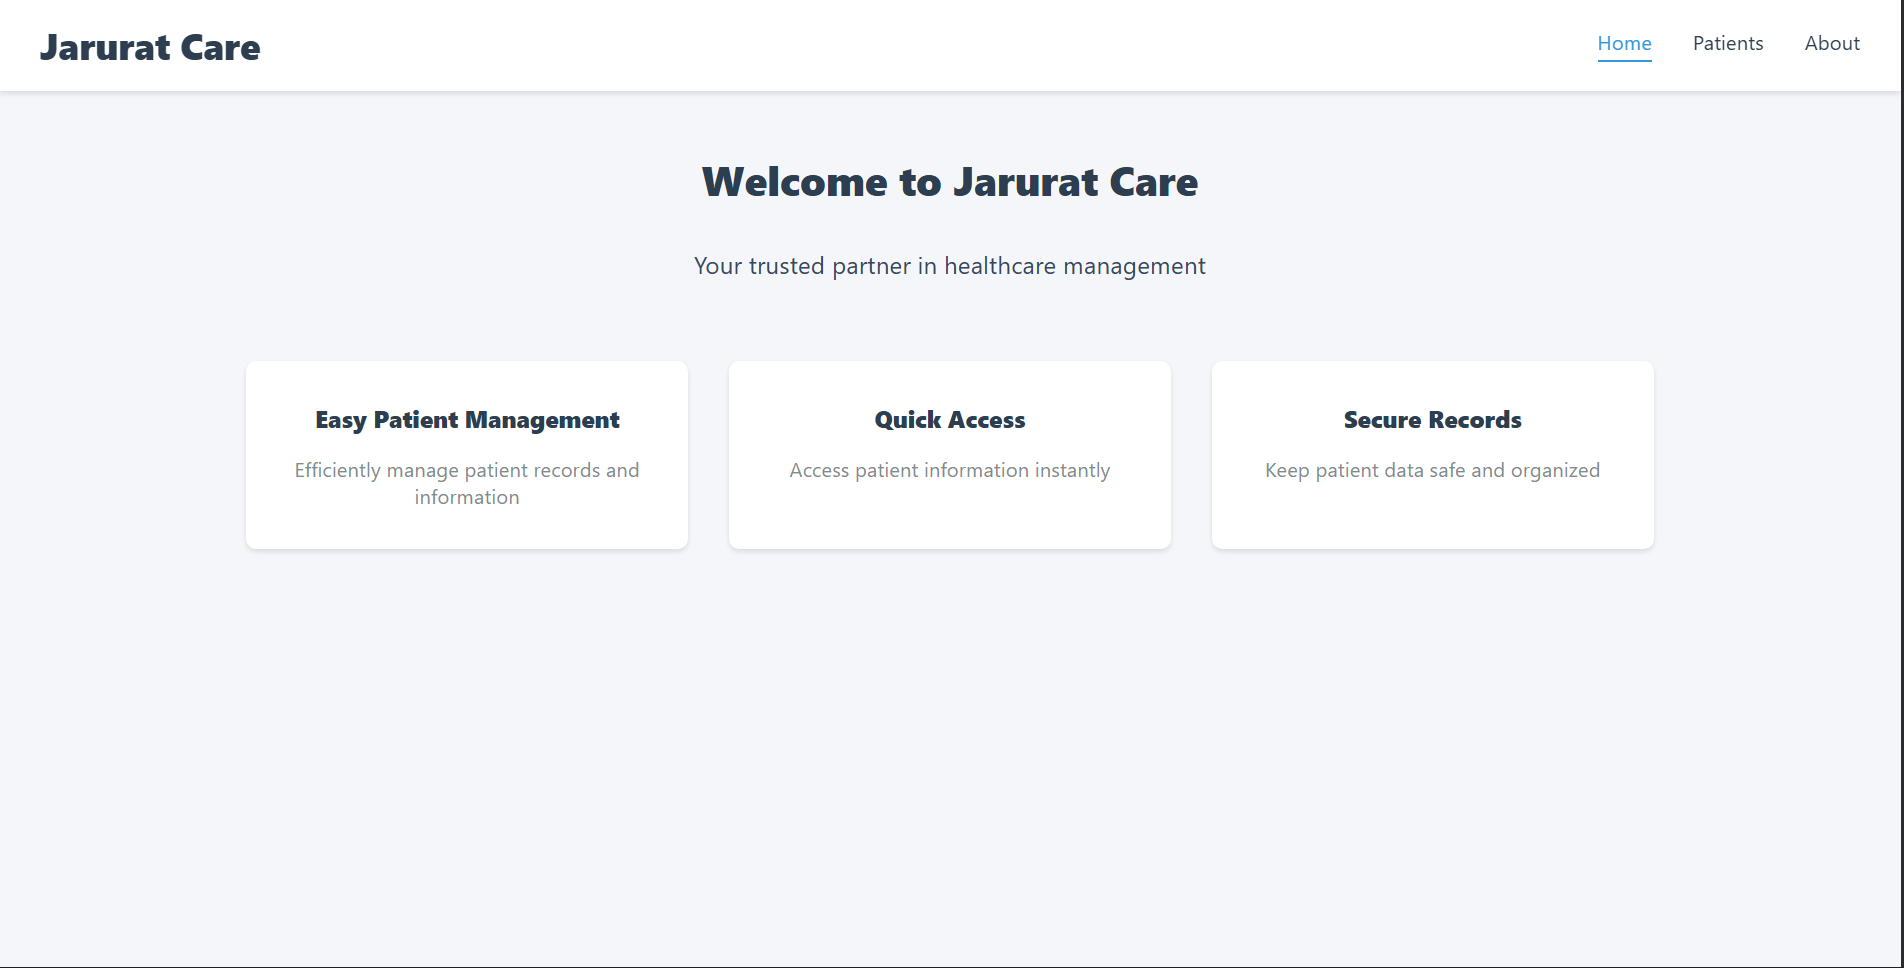 Jarurat Care
Home
Patients
About
Welcome to Jarurat Care
Your trusted partner in healthcare management
Easy Patient Management
Efficiently manage patient records and
information
Quick Access
Access patient information instantly
Secure Records
Keep patient data safe and organized